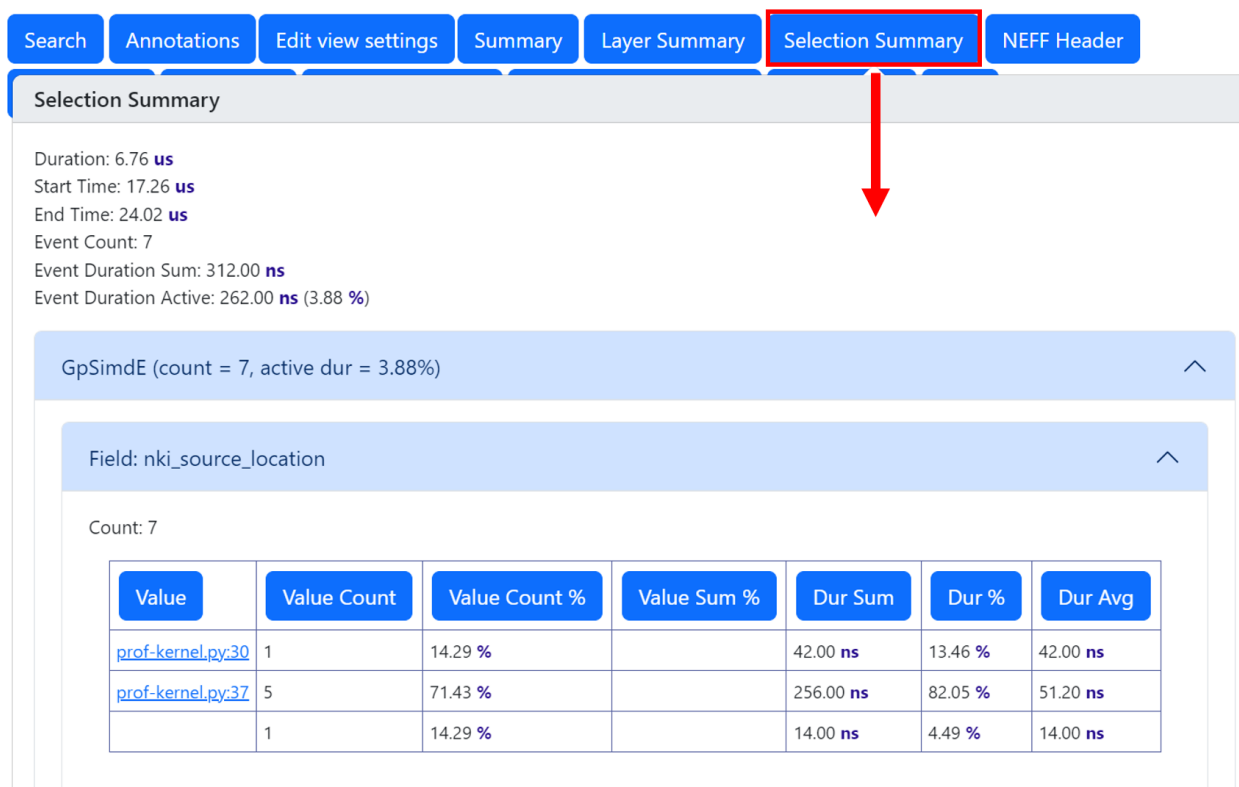 Search Annotations Edit view settings Summary Layer Summary Selection Summary NEFF Header
Selection Summary
Duration: 6.76 us
Start Time: 17.26 us
End Time: 24.02 us
Event Count: 7
Event Duration Sum: 312.00 ns
Event Duration Active: 262.00 ns (3.88 %)
GpSimdE (count = 7, active dur = 3.88%)
Field: nki_source_location
Count: 7
Value Value Count Value Count % Value Sum % Dur Sum Dur % Dur Avg
prof-kernel.py:30 1 14.29 % 42.00 ns 13.46 % 42.00 ns
prof-kernel.py:37 5 71.43 % 256.00 ns 82.05 % 51.20 ns
1 14.29 % 14.00 ns 4.49 % 14.00 ns